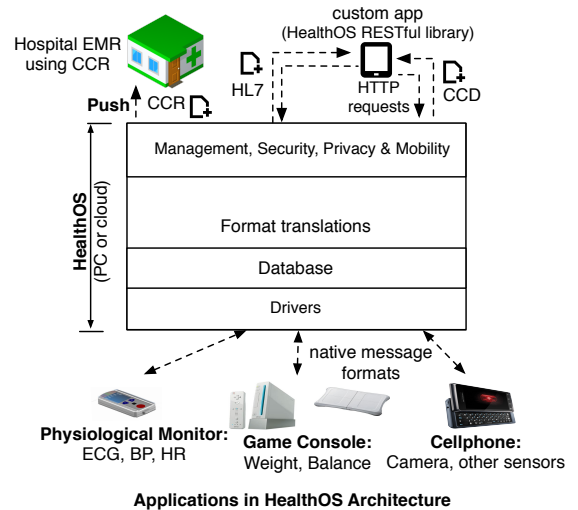 custom app
(HealthOS RESTful library)
Hospital EMR
using CCR
Push
CCR
HL7
HTTP
requests
CCD
HealthOS
(PC or cloud)
Management, Security, Privacy & Mobility
Format translations
Database
Drivers
native message
formats
Physiological Monitor:
ECG, BP, HR
Game Console:
Weight, Balance
Cellphone:
Camera, other sensors
Applications in HealthOS Architecture